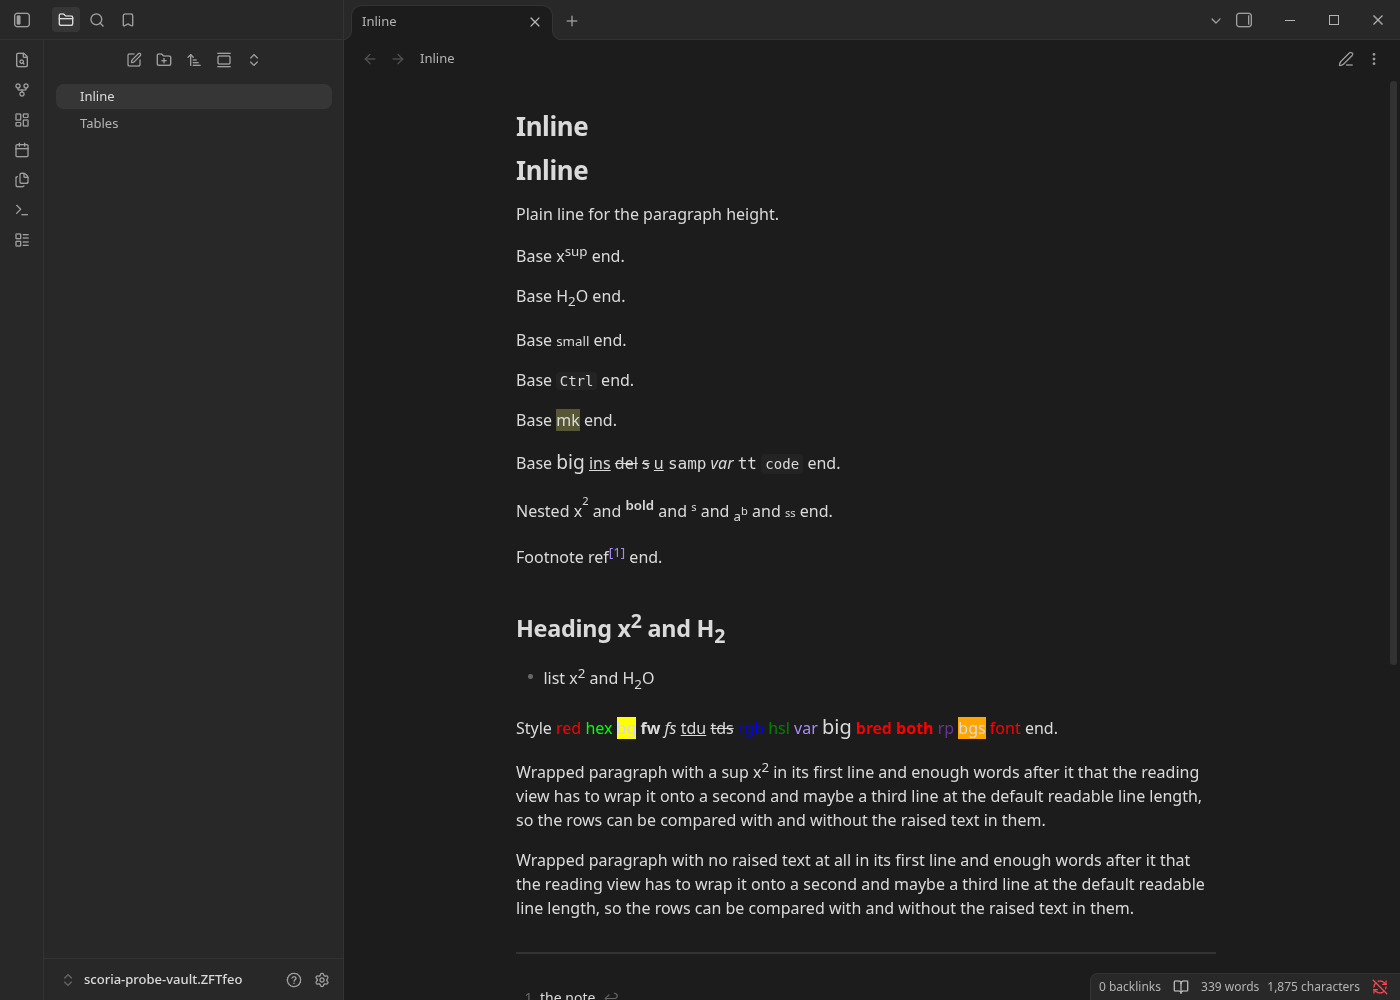 Inline
Inline
Inline
Tables
Inline
Inline
Plain line for the paragraph height.
Base xsup end.
Base H2O end.
Base small end.
Base Ctrl end.
Base mk end.
Base big ins del s u samp var tt code end.
Nested x2 and bold and s and ab and ss end.
Footnote ref[1] end.
Heading x2 and H2
• list x2 and H2O
Style red hex fw fs tdu tds rgb hsl var big bred both rp bgs font end.
Wrapped paragraph with a sup x2 in its first line and enough words after it that the reading
view has to wrap it onto a second and maybe a third line at the default readable line length,
so the rows can be compared with and without the raised text in them.
Wrapped paragraph with no raised text at all in its first line and enough words after it that
the reading view has to wrap it onto a second and maybe a third line at the default readable
line length, so the rows can be compared with and without the raised text in them.
1. the note ↩
scoria-probe-vault.ZFTfeo
0 backlinks 339 words 1,875 characters